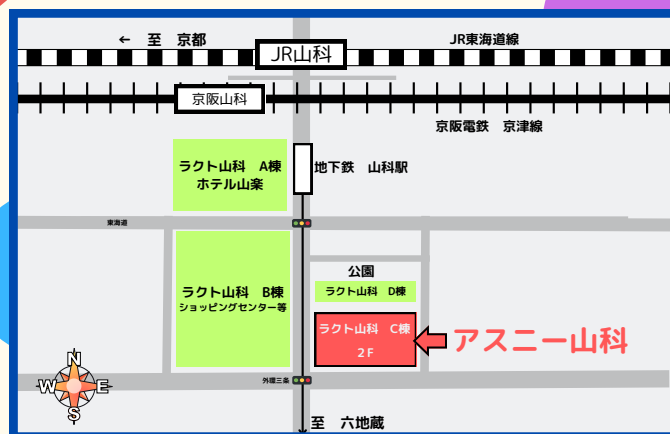 ← 至 京都
JR山科
JR東海道線
京阪山科
京阪電鉄 京津線
ラクト山科 A棟
ホテル山楽
地下鉄 山科駅
東海道
公園
ラクト山科 D棟
ラクト山科 B棟
ショッピングセンター等
ラクト山科 C棟
2F
アスニー山科
外環三条
N
W E
S
至 六地蔵